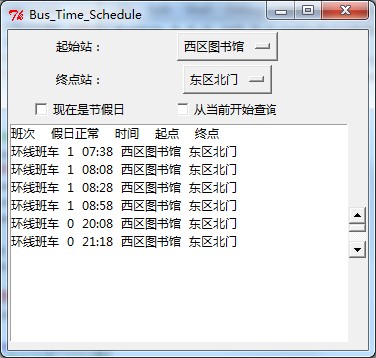 Bus_Time_Schedule
起始站： 西区图书馆
终点站： 东区北门
现在是节假日 从当前开始查询
班次 假日正常 时间 起点 终点
环线班车 1 07:38 西区图书馆 东区北门
环线班车 1 08:08 西区图书馆 东区北门
环线班车 1 08:28 西区图书馆 东区北门
环线班车 1 08:58 西区图书馆 东区北门
环线班车 0 20:08 西区图书馆 东区北门
环线班车 0 21:18 西区图书馆 东区北门